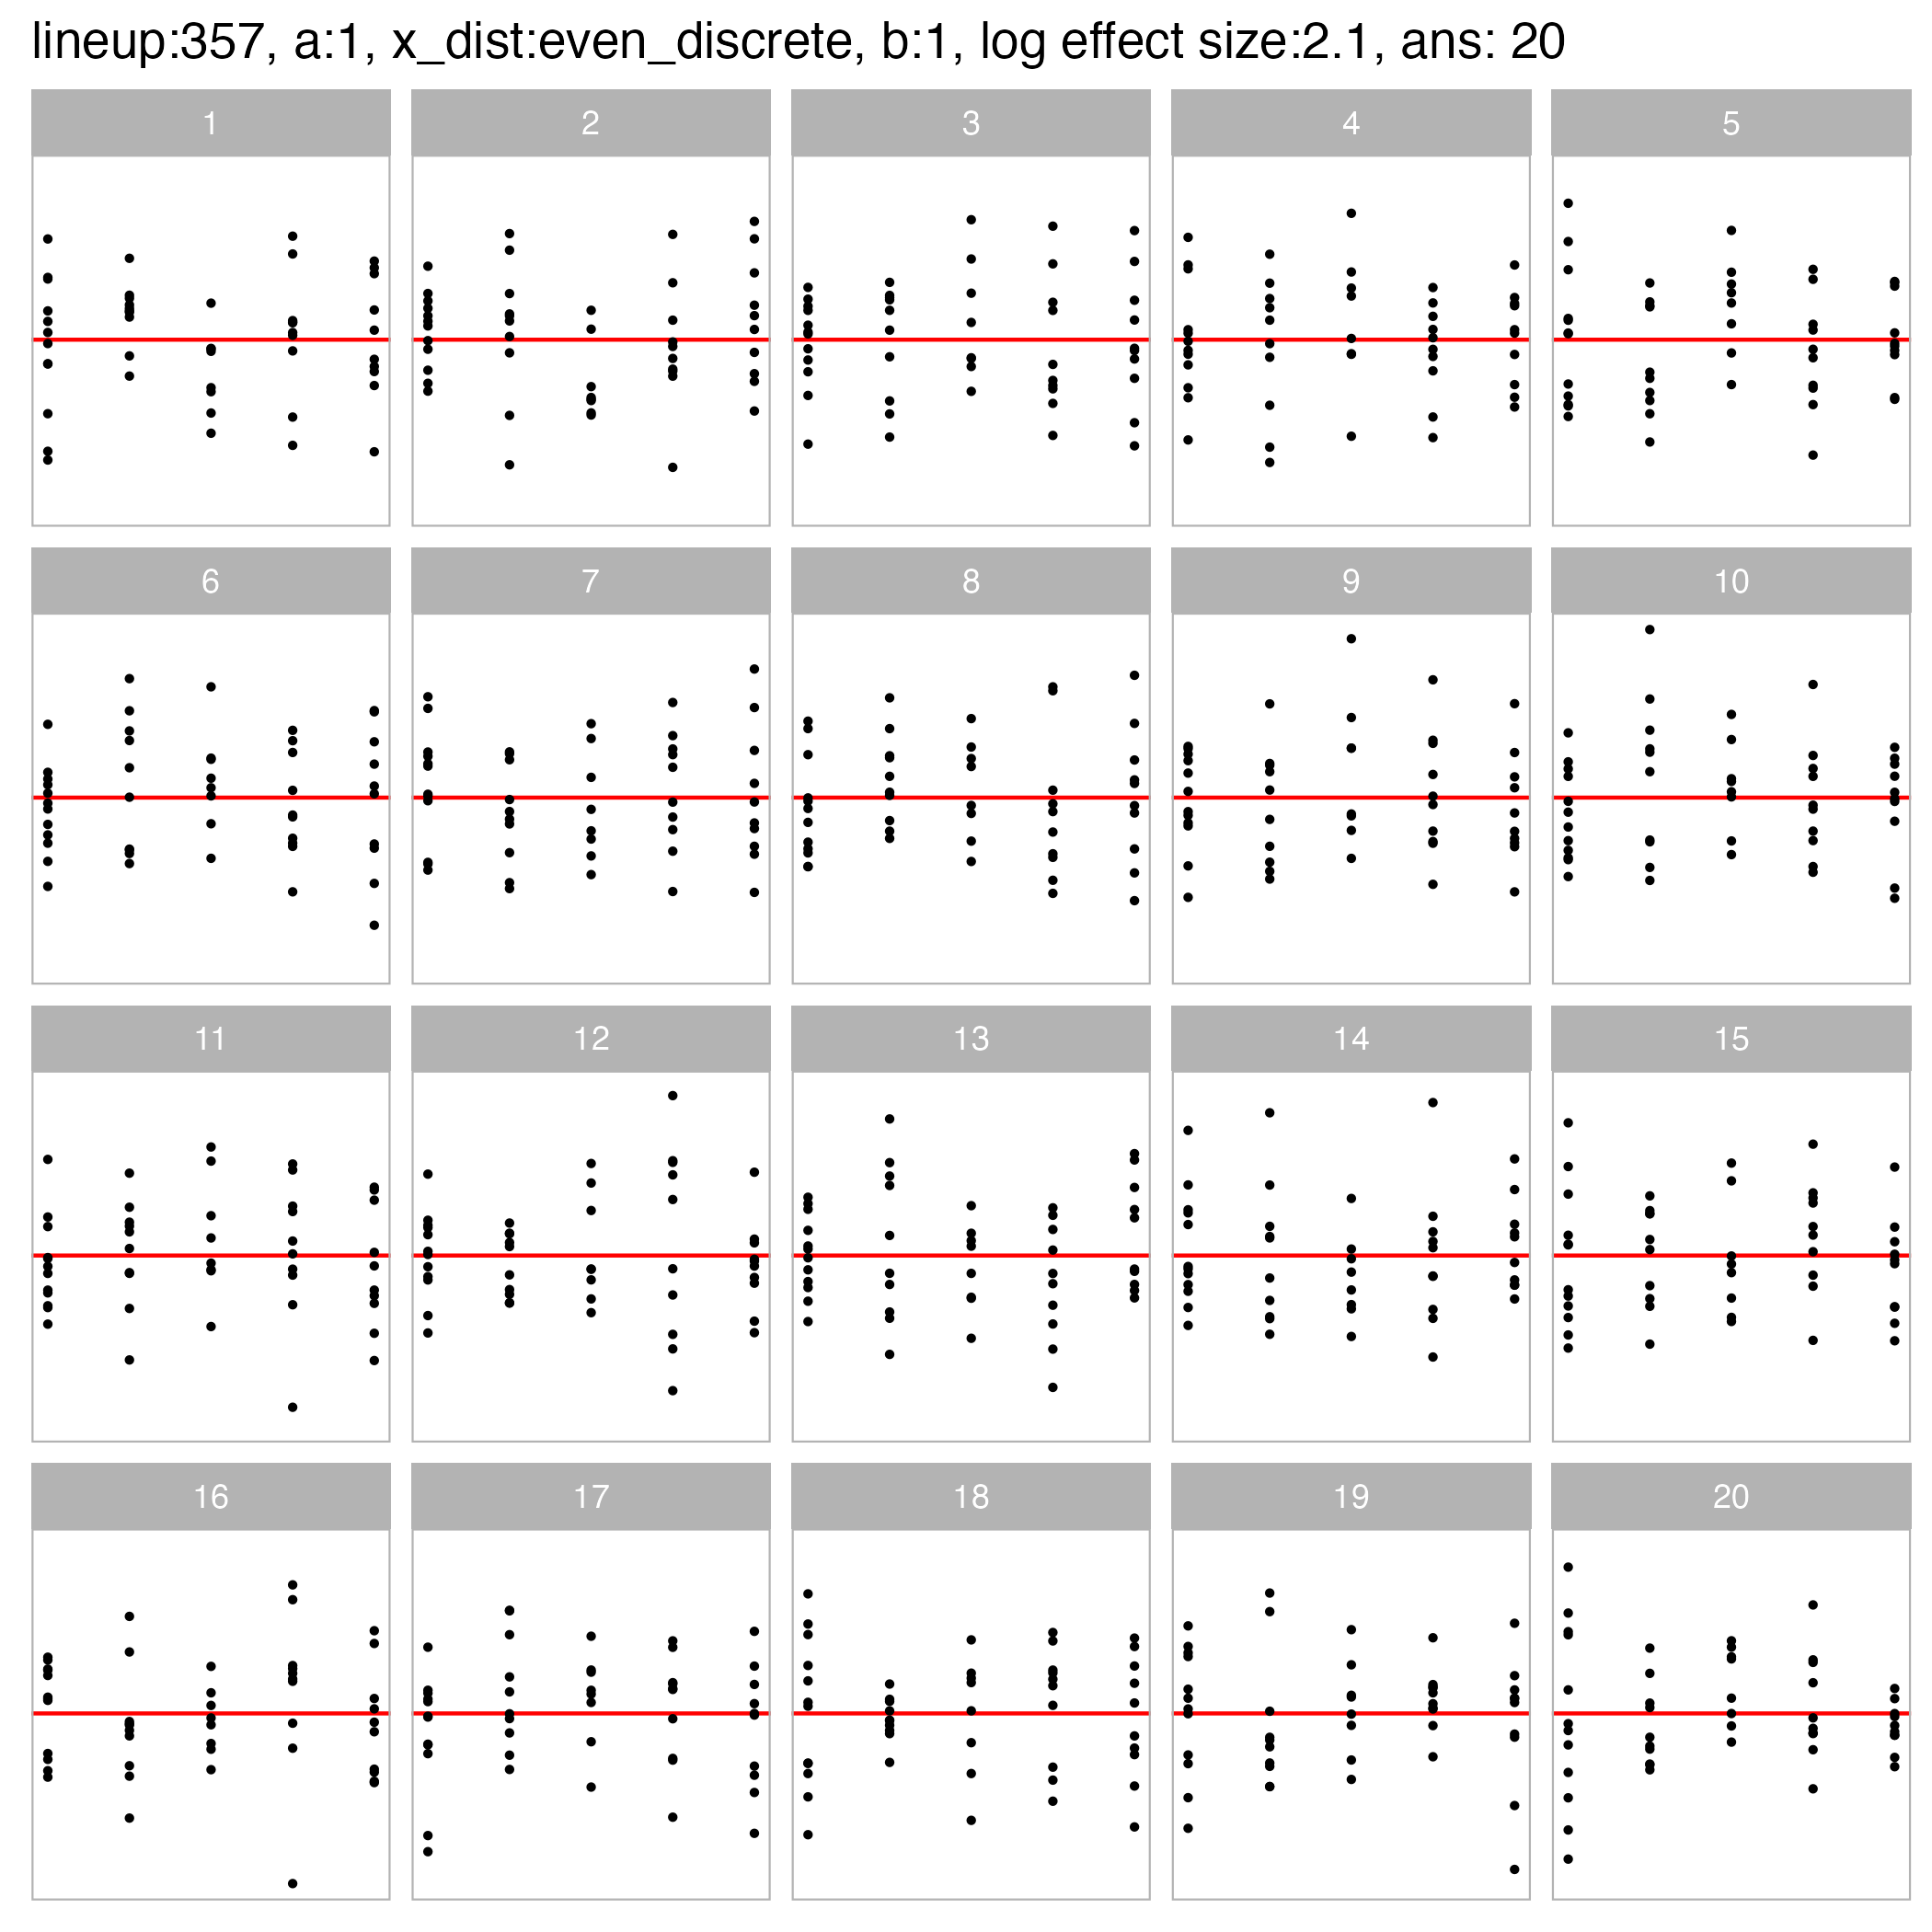 lineup:357, a:1, x_dist:even_discrete, b:1, log effect size:2.1, ans: 20
1 2 3 4 5
6 7 8 9 10
11 12 13 14 15
16 17 18 19 20